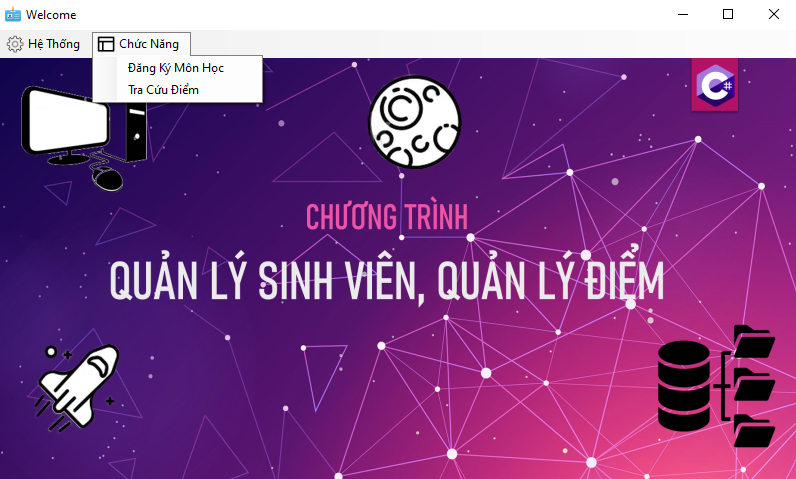 Welcome
Hệ Thống
Chức Năng
Đăng Ký Môn Học
Tra Cứu Điểm
C#
CHƯƠNG TRÌNH
QUẢN LÝ SINH VIÊN, QUẢN LÝ ĐIỂM